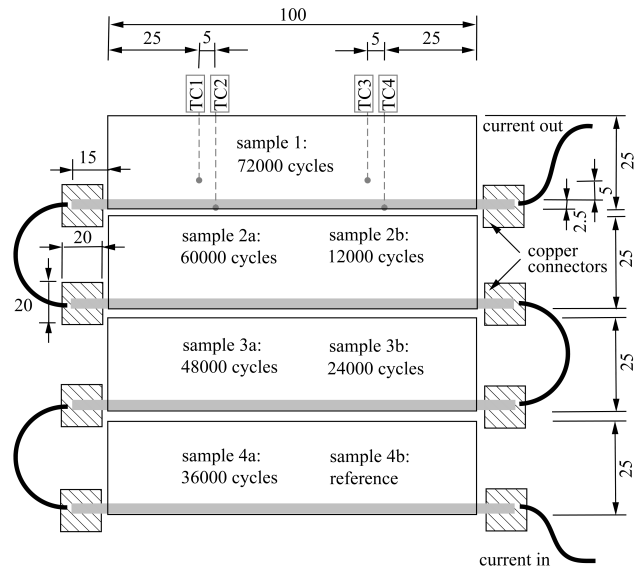 100
25
5
5
25
TC1
TC2
TC3
TC4
current out
sample 1:
72000 cycles
15
25
5
2.5
20
sample 2a:
60000 cycles
sample 2b:
12000 cycles
copper
connectors
25
20
sample 3a:
48000 cycles
sample 3b:
24000 cycles
25
sample 4a:
36000 cycles
sample 4b:
reference
25
current in